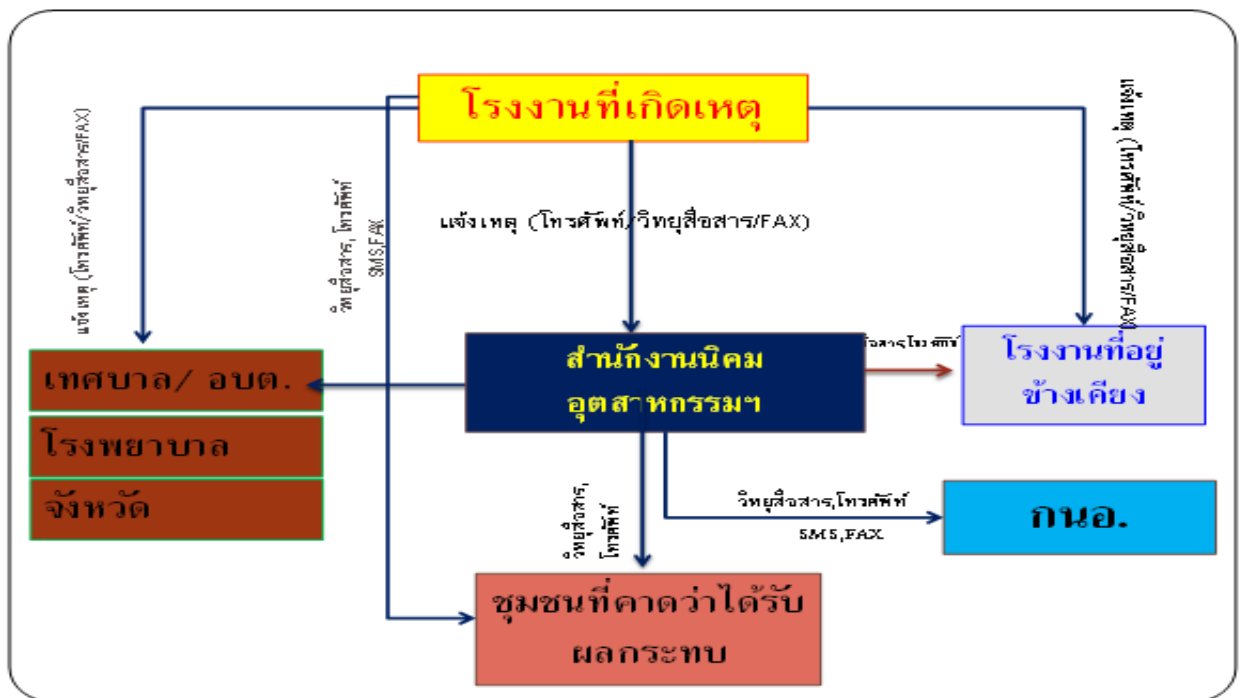 โรงงานที่เกิดเหตุ
แจ้งเหตุ (โทรศัพท์/วิทยุสื่อสาร/FAX)
วิทยุสื่อสาร, โทรศัพท์
SMS,FAX
แจ้งเหตุ (โทรศัพท์/วิทยุสื่อสาร/FAX)
แจ้งเหตุ (โทรศัพท์/วิทยุสื่อสาร/FAX)
เทศบาล/ อบต.
โรงพยาบาล
จังหวัด
สำนักงานนิคม
อุตสาหกรรมฯ
โรงงานที่อยู่
ข้างเคียง
วิทยุสื่อสาร,
โทรศัพท์
วิทยุสื่อสาร,โทรศัพท์
SMS,FAX
กนอ.
ชุมชนที่คาดว่าได้รับ
ผลกระทบ